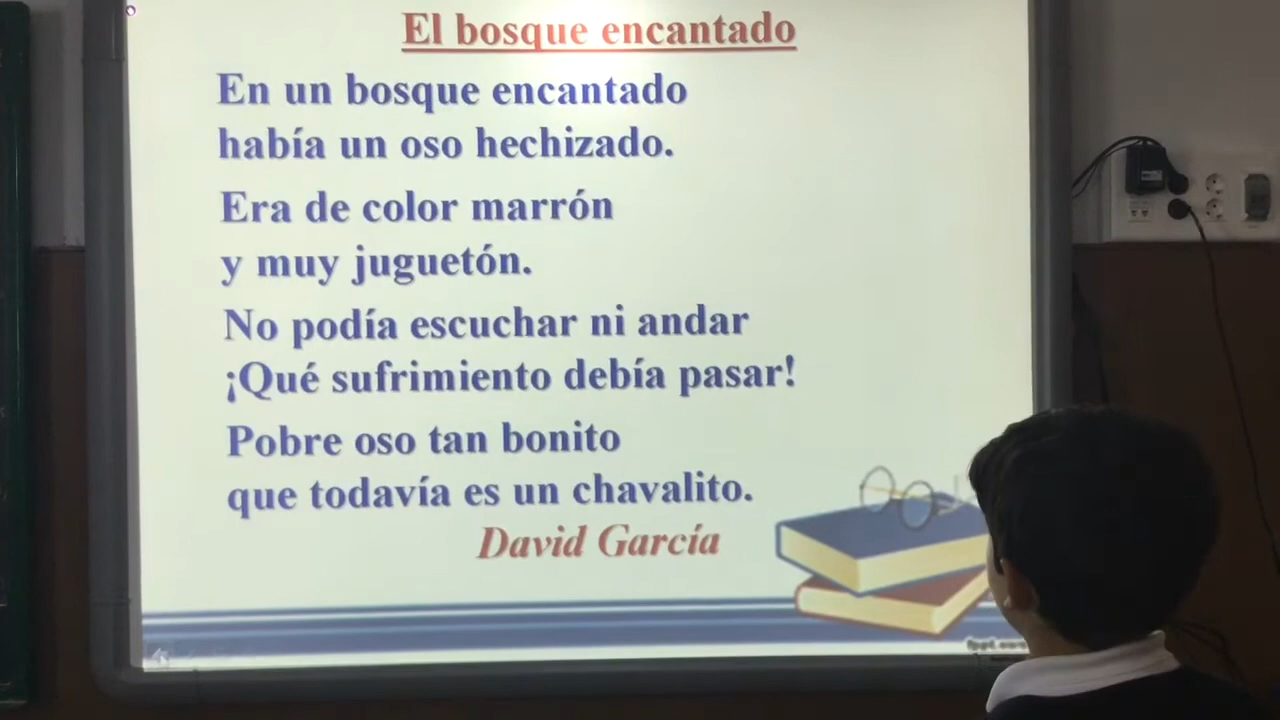 El bosque encantado
En un bosque encantado
había un oso hechizado.
Era de color marrón
y muy juguetón.
No podía escuchar ni andar
¡Qué sufrimiento debía pasar!
Pobre oso tan bonito
que todavía es un chavalito.
David García